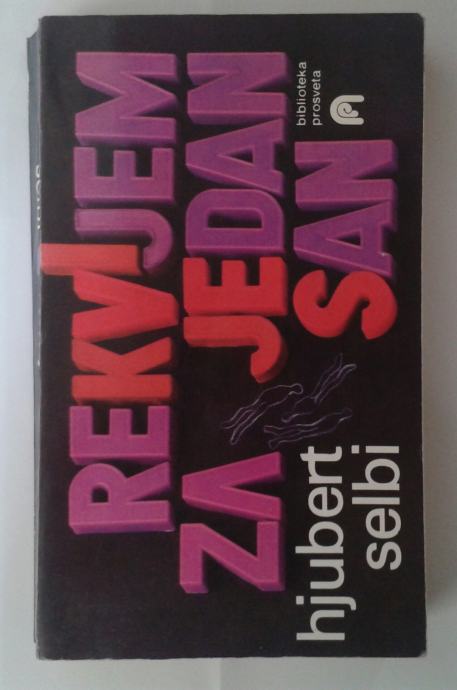 REKVIJEM
ZA JEDAN
SAN
biblioteka
prosveta
hjubert
selbi